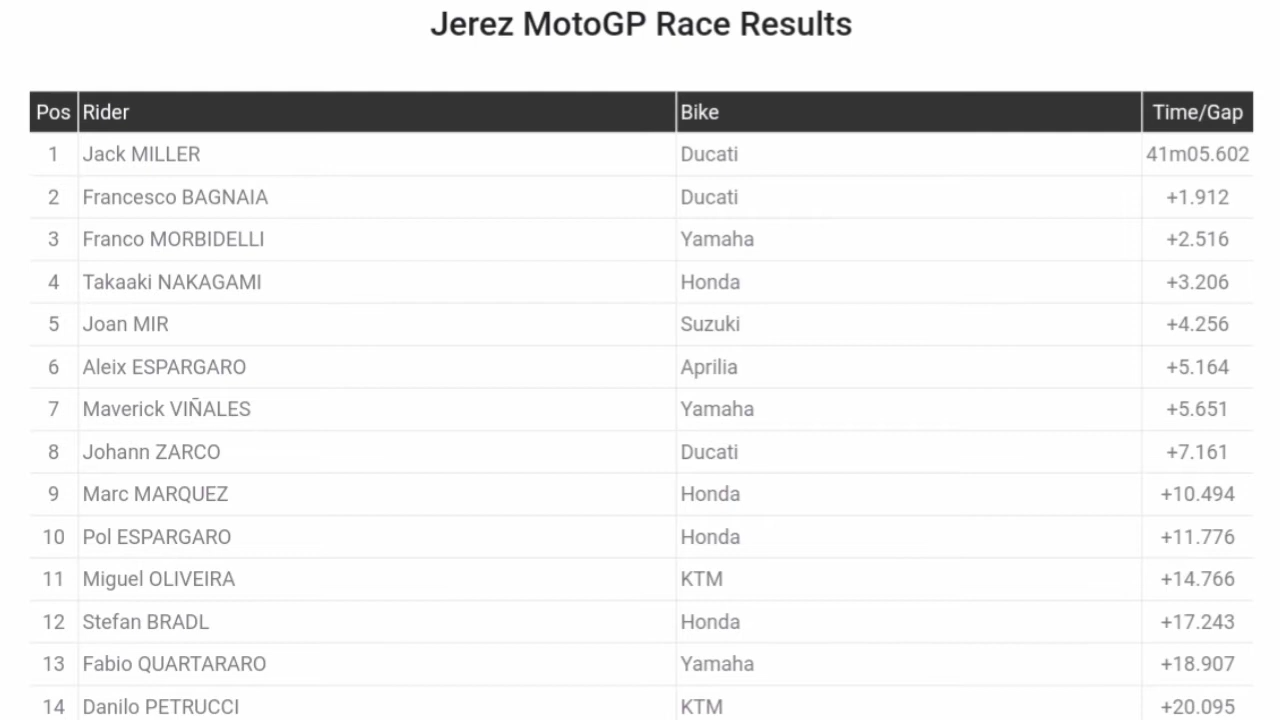 Jerez MotoGP Race Results
Pos Rider Bike Time/Gap
1 Jack MILLER Ducati 41m05.602
2 Francesco BAGNAIA Ducati +1.912
3 Franco MORBIDELLI Yamaha +2.516
4 Takaaki NAKAGAMI Honda +3.206
5 Joan MIR Suzuki +4.256
6 Aleix ESPARGARO Aprilia +5.164
7 Maverick VIÑALES Yamaha +5.651
8 Johann ZARCO Ducati +7.161
9 Marc MARQUEZ Honda +10.494
10 Pol ESPARGARO Honda +11.776
11 Miguel OLIVEIRA KTM +14.766
12 Stefan BRADL Honda +17.243
13 Fabio QUARTARARO Yamaha +18.907
14 Danilo PETRUCCI KTM +20.095